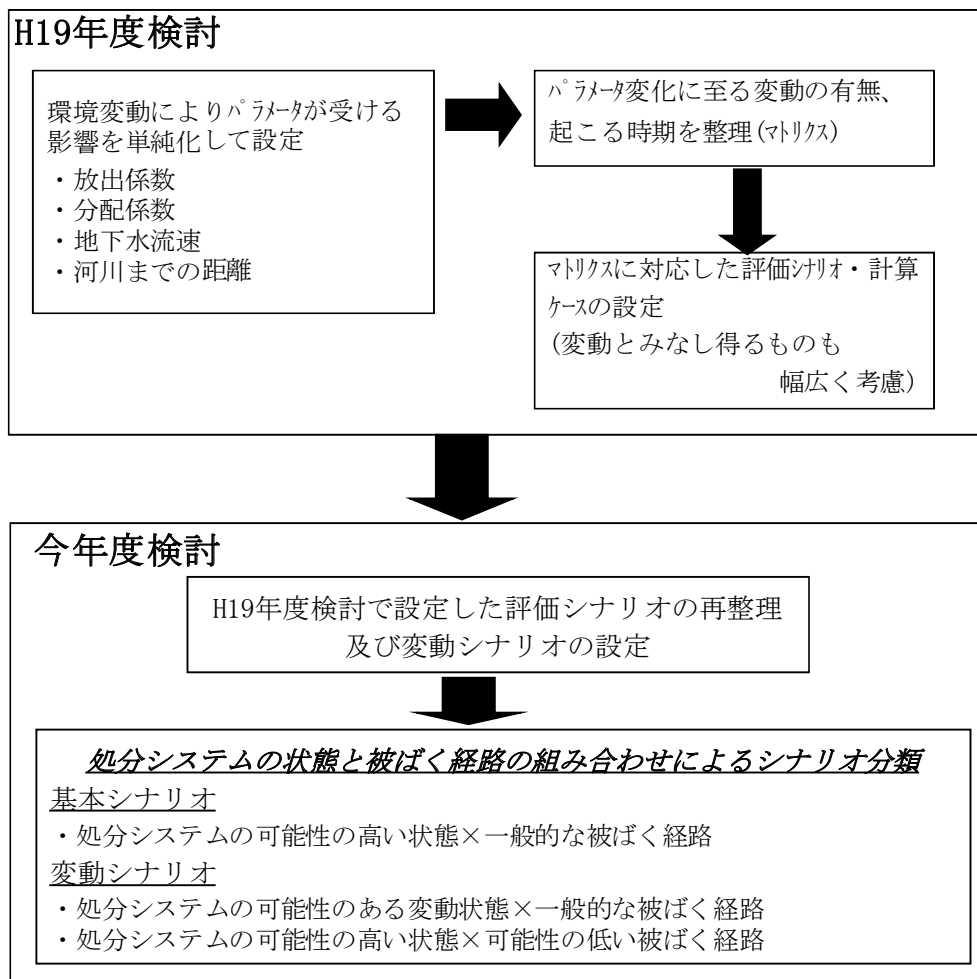 H19年度検討
環境変動によりﾊﾟﾗﾒｰﾀが受ける
影響を単純化して設定
・放出係数
・分配係数
・地下水流速
・河川までの距離
ﾊﾟﾗﾒｰﾀ変化に至る変動の有無、
起こる時期を整理(ﾏﾄﾘｸｽ)
ﾏﾄﾘｸｽに対応した評価ｼﾅﾘｵ・計算
ｹｰｽの設定
(変動とみなし得るものも
幅広く考慮)
今年度検討
H19年度検討で設定した評価シナリオの再整理
及び変動シナリオの設定
処分システムの状態と被ばく経路の組み合わせによるシナリオ分類
基本シナリオ
・処分システムの可能性の高い状態×一般的な被ばく経路
変動シナリオ
・処分システムの可能性のある変動状態×一般的な被ばく経路
・処分システムの可能性の高い状態×可能性の低い被ばく経路